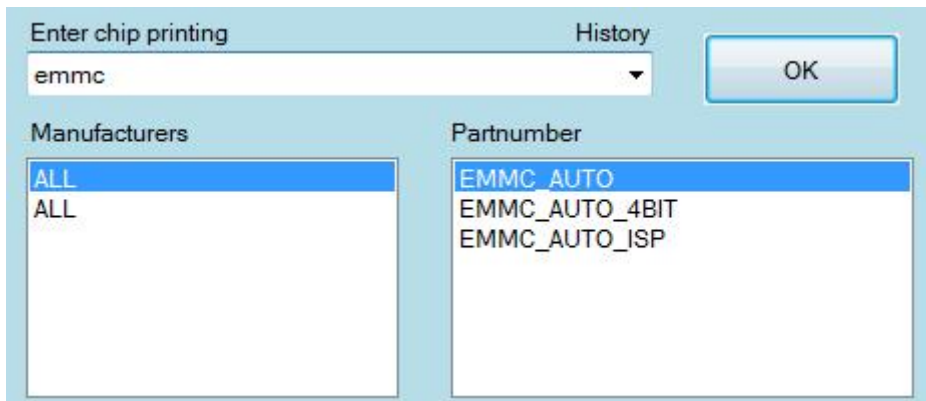 Enter chip printing History
emmc
OK
Manufacturers
ALL
ALL
Partnumber
EMMC_AUTO
EMMC_AUTO_4BIT
EMMC_AUTO_ISP